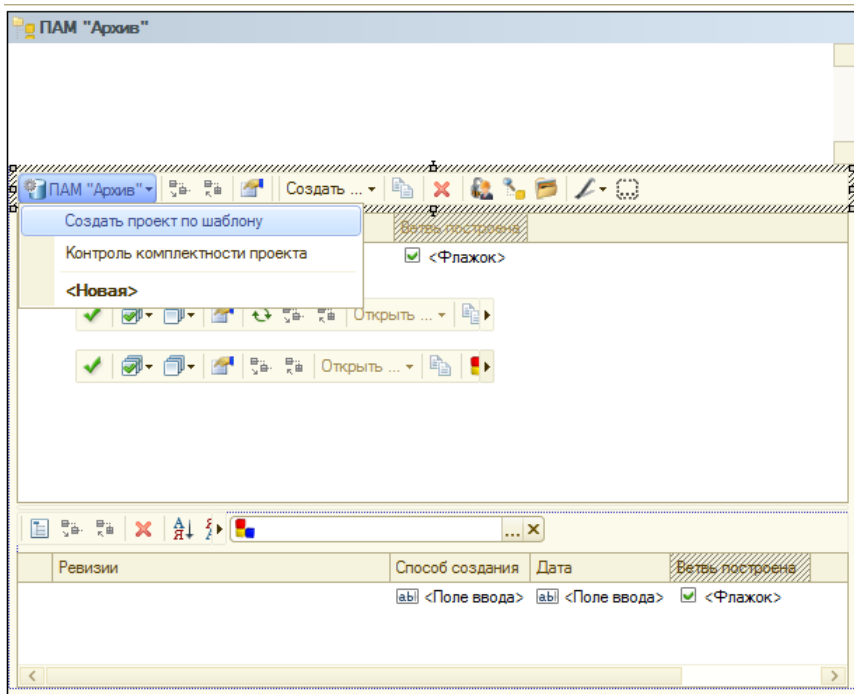 ПАМ "Архив"
ПАМ "Архив" Создать ...
Создать проект по шаблону
Ветвь построена
Контроль комплектности проекта
<Флажок>
<Новая>
Открыть ...
Открыть ...
...
Ревизии Способ создания Дата Ветвь построена
<Поле ввода> <Поле ввода> <Флажок>